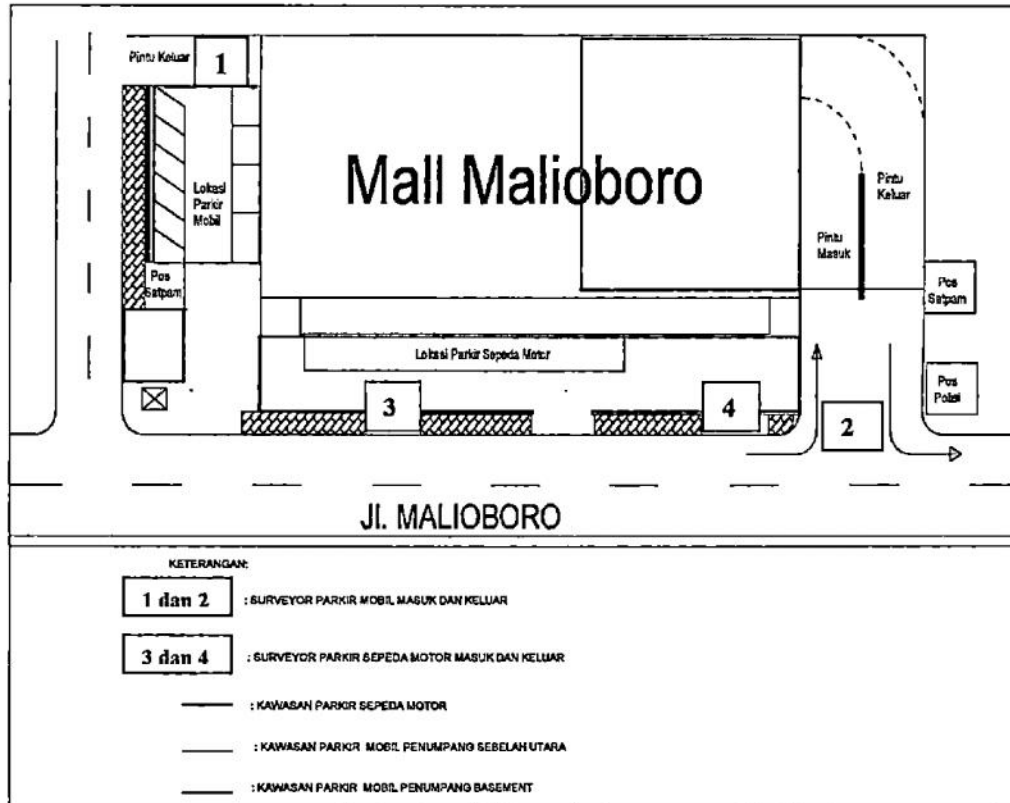 Pintu Keluar
1
Mall Malioboro
Lokasi
Parkir
Mobil
Pintu
Keluar
Pintu
Masuk
Pos
Satpam
Pos
Satpam
Lokasi Parkir Sepeda Motor
Pos
Polsi
3
4
2
Jl. MALIOBORO
KETERANGAN:
1 dan 2 : SURVEYOR PARKIR MOBIL MASUK DAN KELUAR
3 dan 4 : SURVEYOR PARKIR SEPEDA MOTOR MASUK DAN KELUAR
: KAWASAN PARKIR SEPEDA MOTOR
: KAWASAN PARKIR MOBIL PENUMPANG SEBELAH UTARA
: KAWASAN PARKIR MOBIL PENUMPANG BASEMENT